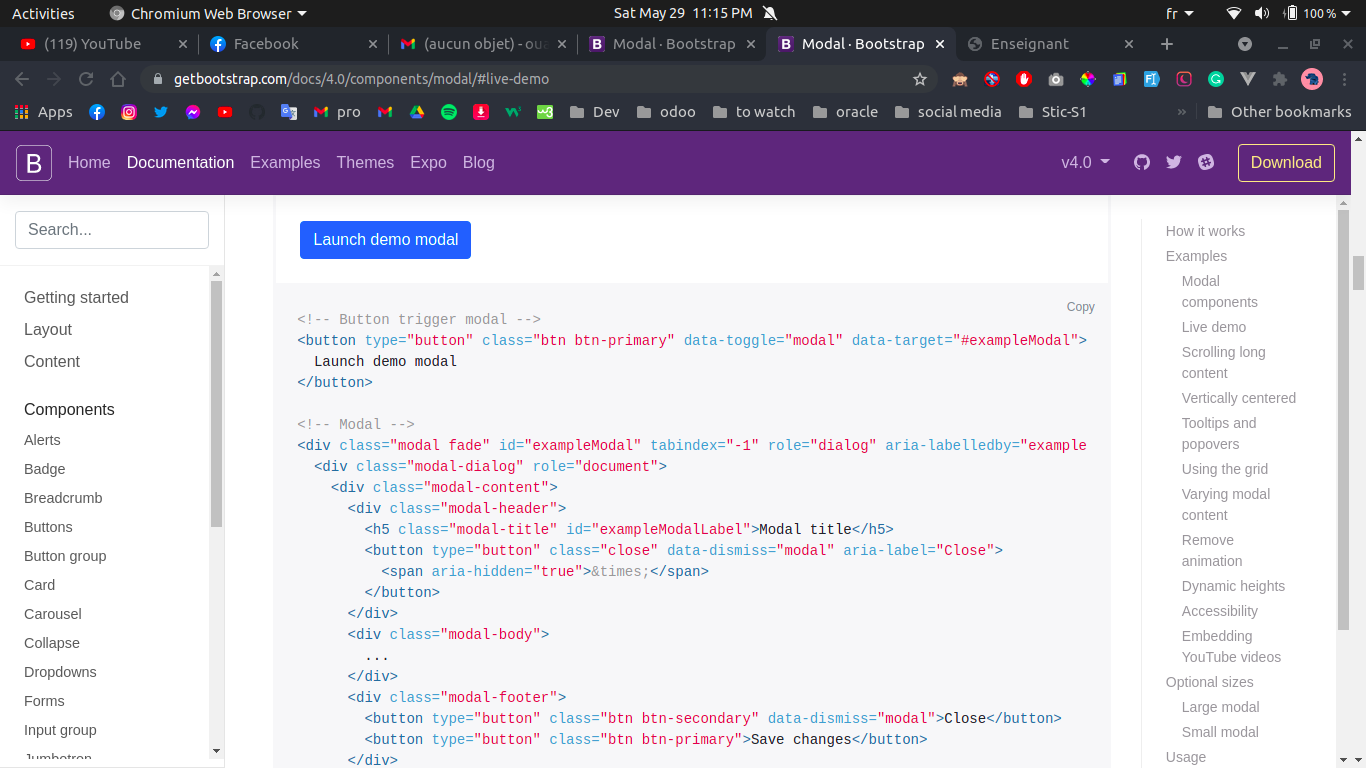 Activities
Chromium Web Browser
Sat May 29 11:15 PM
fr
100 %
(119) YouTube
Facebook
(aucun objet) - oua
Modal · Bootstrap
Modal · Bootstrap
Enseignant
getbootstrap.com/docs/4.0/components/modal/#live-demo
Apps
pro
Dev
odoo
to watch
oracle
social media
Stic-S1
»
Other bookmarks
B
Home
Documentation
Examples
Themes
Expo
Blog
v4.0
Download
Search...
Getting started
Layout
Content
Components
Alerts
Badge
Breadcrumb
Buttons
Button group
Card
Carousel
Collapse
Dropdowns
Forms
Input group
Jumbotron
Launch demo modal
Copy
<!-- Button trigger modal -->
<button type="button" class="btn btn-primary" data-toggle="modal" data-target="#exampleModal">
  Launch demo modal
</button>
<!-- Modal -->
<div class="modal fade" id="exampleModal" tabindex="-1" role="dialog" aria-labelledby="example
  <div class="modal-dialog" role="document">
    <div class="modal-content">
      <div class="modal-header">
        <h5 class="modal-title" id="exampleModalLabel">Modal title</h5>
        <button type="button" class="close" data-dismiss="modal" aria-label="Close">
          <span aria-hidden="true">&times;</span>
        </button>
      </div>
      <div class="modal-body">
        ...
      </div>
      <div class="modal-footer">
        <button type="button" class="btn btn-secondary" data-dismiss="modal">Close</button>
        <button type="button" class="btn btn-primary">Save changes</button>
      </div>
How it works
Examples
Modal
components
Live demo
Scrolling long
content
Vertically centered
Tooltips and
popovers
Using the grid
Varying modal
content
Remove
animation
Dynamic heights
Accessibility
Embedding
YouTube videos
Optional sizes
Large modal
Small modal
Usage